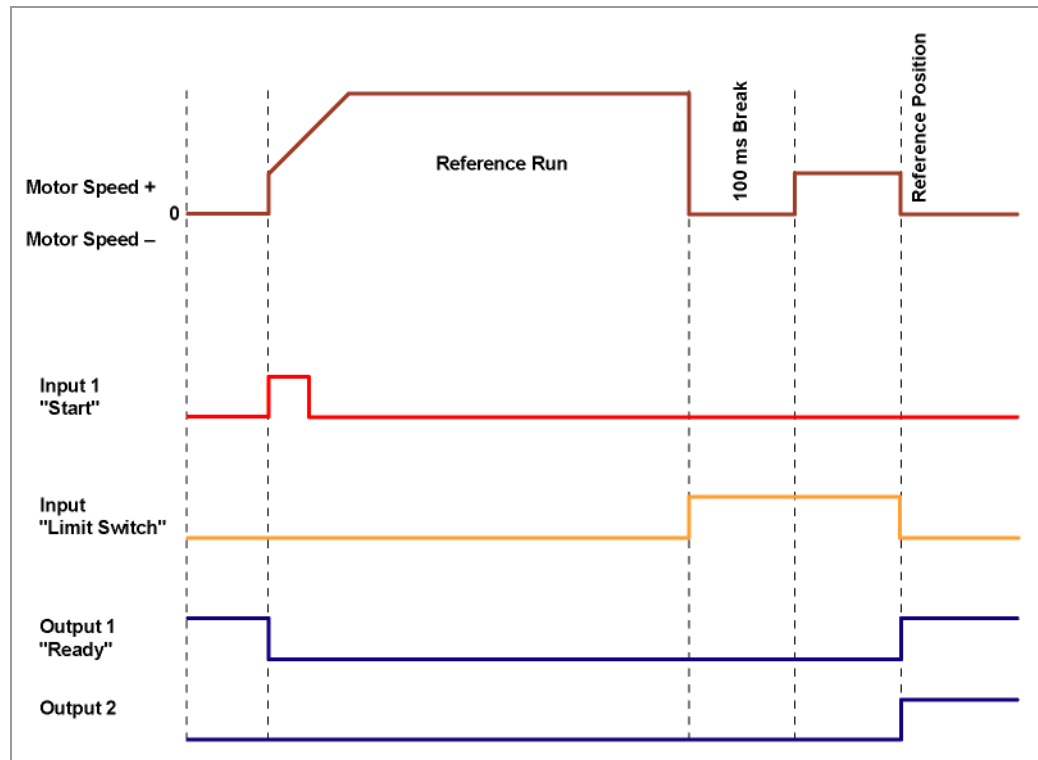 Reference Run
100 ms Break
Reference Position
Motor Speed +
0
Motor Speed –
Input 1
"Start"
Input
"Limit Switch"
Output 1
"Ready"
Output 2